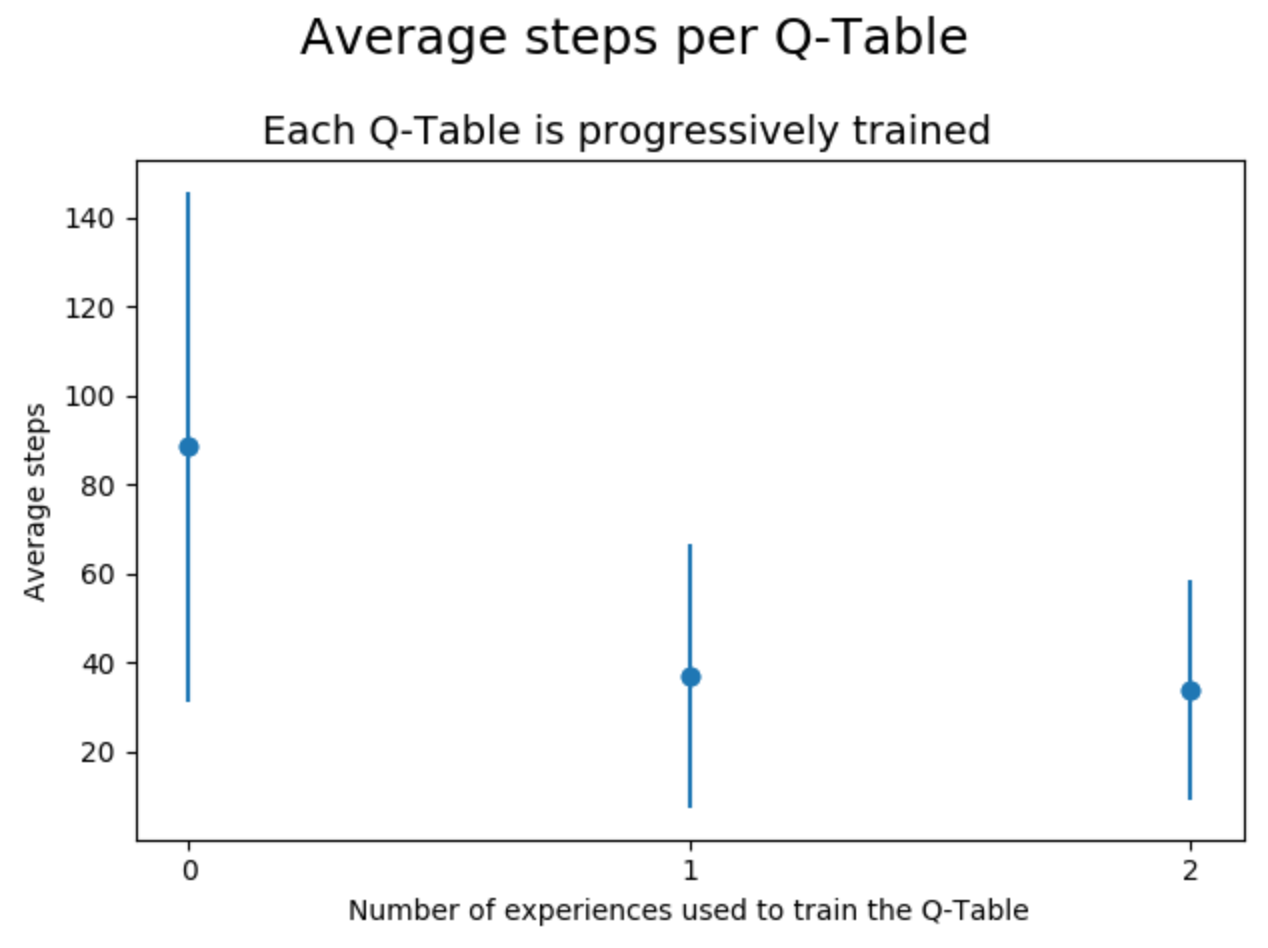 Average steps per Q-Table
Each Q-Table is progressively trained
Average steps
140
120
100
80
60
40
20
0 1 2
Number of experiences used to train the Q-Table